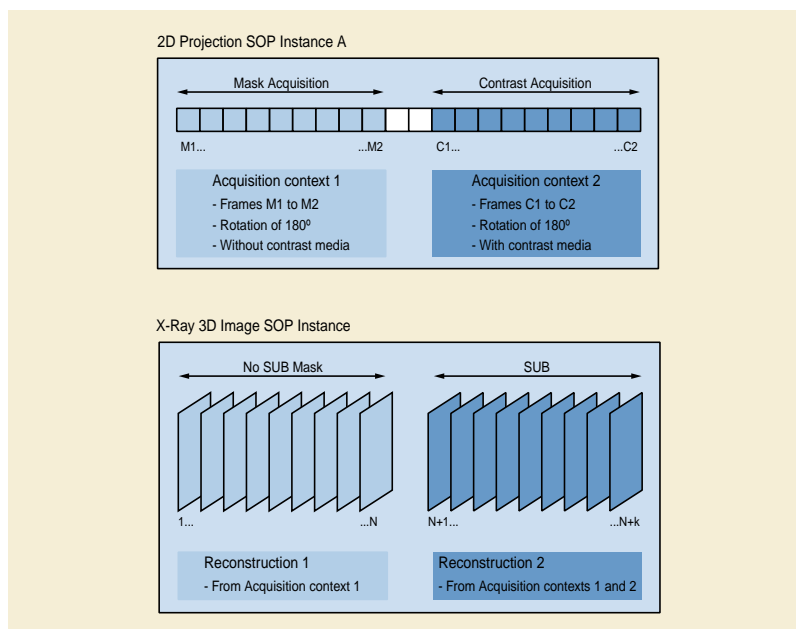 2D Projection SOP Instance A
Mask Acquisition
Contrast Acquisition
M1...
...M2
C1...
...C2
Acquisition context 1
- Frames M1 to M2
- Rotation of 180º
- Without contrast media
Acquisition context 2
- Frames C1 to C2
- Rotation of 180º
- With contrast media
X-Ray 3D Image SOP Instance
No SUB Mask
SUB
1...
...N
N+1...
...N+k
Reconstruction 1
- From Acquisition context 1
Reconstruction 2
- From Acquisition contexts 1 and 2